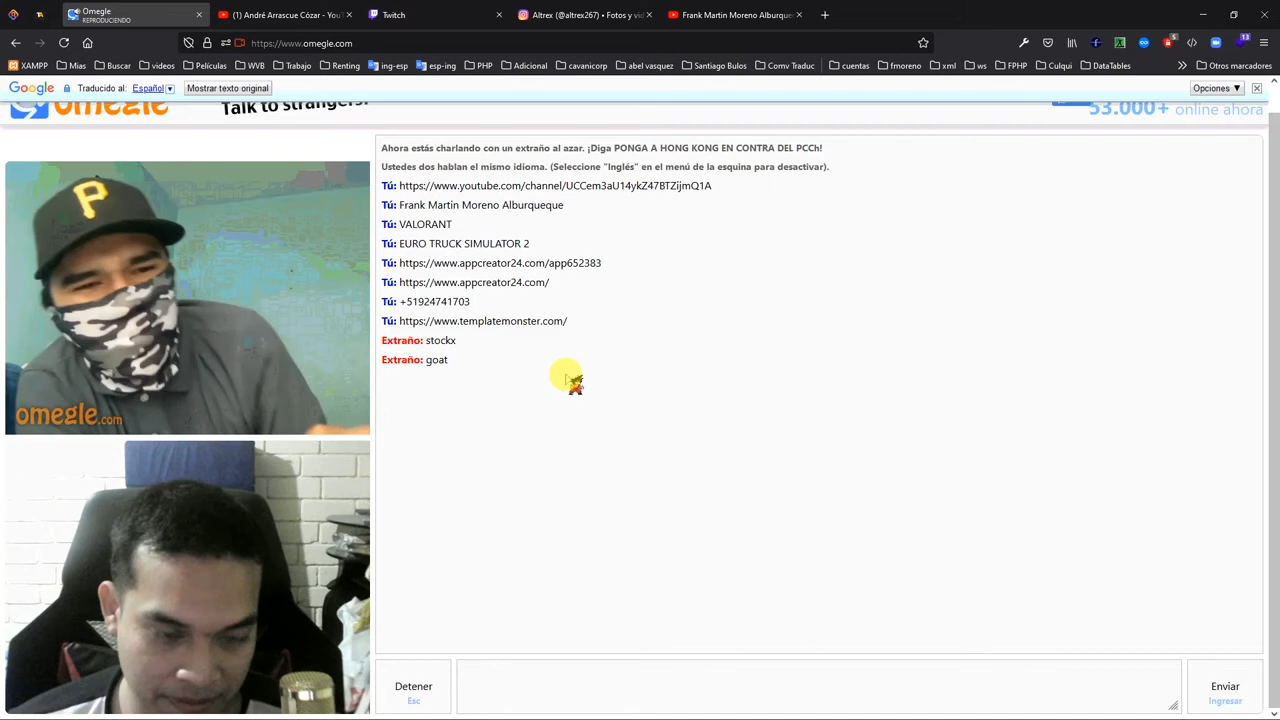 Omegle
REPRODUCIENDO
(1) André Arrascue Cózar - YouT
Twitch
Altrex (@altrex267) • Fotos y vid
Frank Martin Moreno Alburquec
https://www.omegle.com
XAMPP Mias Buscar videos Películas WVB Trabajo Renting ing-esp esp-ing PHP Adicional cavanicorp abel vasquez Santiago Bulos Comv Traduc cuentas fmoreno xml ws FPHP Culqui DataTables Otros marcadores
Google Traducido al: Español Mostrar texto original Opciones ▼
omegle Talk to strangers! 53.000+ online ahora
Ahora estás charlando con un extraño al azar. ¡Diga PONGA A HONG KONG EN CONTRA DEL PCCh!
Ustedes dos hablan el mismo idioma. (Seleccione "Inglés" en el menú de la esquina para desactivar).
Tú: https://www.youtube.com/channel/UCCem3aU14ykZ47BTZijmQ1A
Tú: Frank Martin Moreno Alburqueque
Tú: VALORANT
Tú: EURO TRUCK SIMULATOR 2
Tú: https://www.appcreator24.com/app652383
Tú: https://www.appcreator24.com/
Tú: +51924741703
Tú: https://www.templatemonster.com/
Extraño: stockx
Extraño: goat
P
omegle.com
Detener
Esc
Enviar
Ingresar